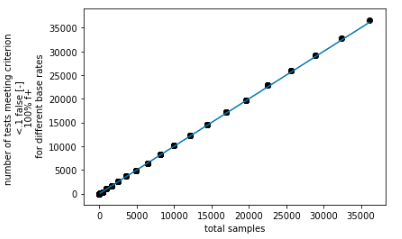 number of tests meeting criterion
<.1 false [-]
100% f+
for different base rates
35000
30000
25000
20000
15000
10000
5000
0
0 5000 10000 15000 20000 25000 30000 35000
total samples